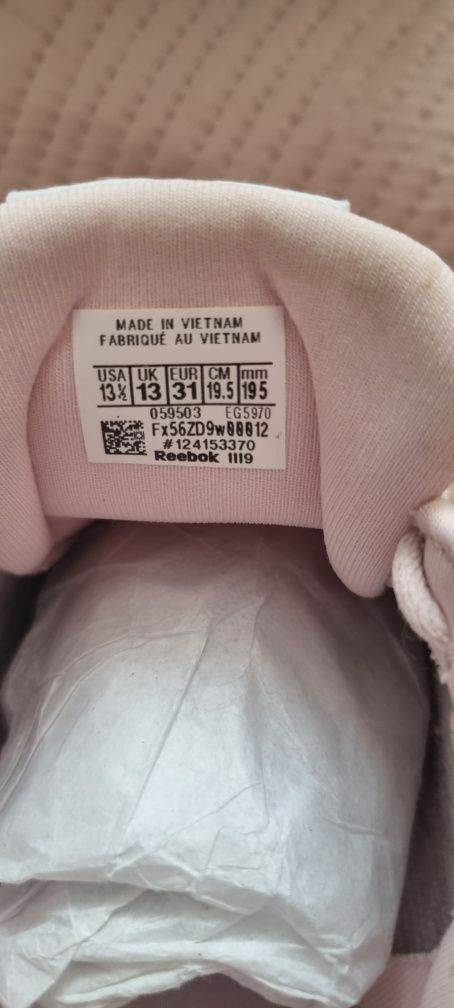 MADE IN VIETNAM
FABRIQUÉ AU VIETNAM
USA UK EUR CM mm
13½ 13 31 19.5 195
059503 EG5970
Fx56ZD9w00012
#124153370
Reebok 1119